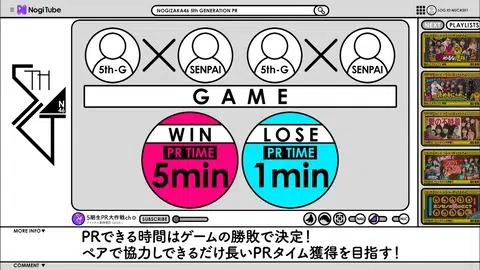 NogiTube
NOGIZAKA46 5th GENERATION PR
NEXT
PLAYLISTS
5TH
N
46
5th-G
SENPAI
5th-G
SENPAI
GAME
WIN
PR TIME
5min
LOSE
PR TIME
1min
5期生PR大作戦ch
SUBSCRIBE
MORE INFO▼
PRできる時間はゲームの勝敗で決定!
ペアで協力しできるだけ長いPRタイム獲得を目指す!
COMMENT ▼